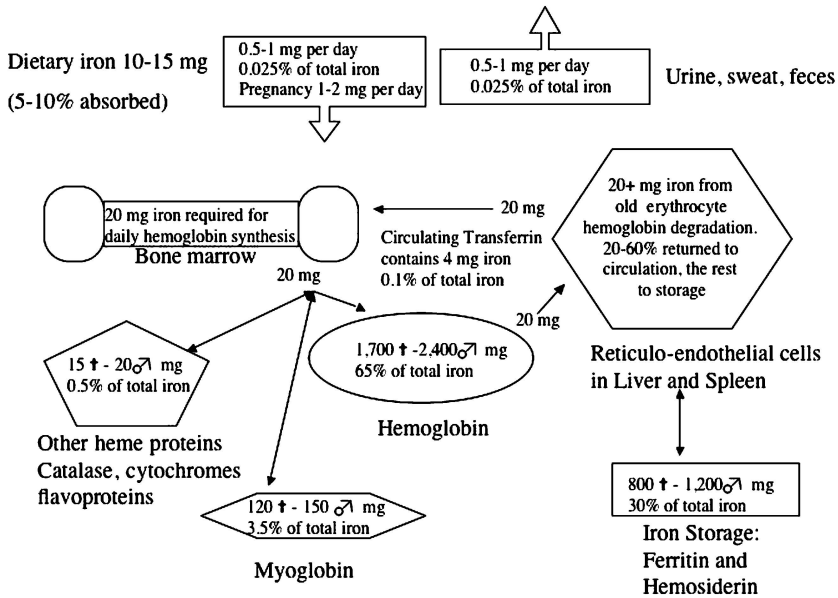 Dietary iron 10-15 mg
(5-10% absorbed)
0.5-1 mg per day
0.025% of total iron
Pregnancy 1-2 mg per day
0.5-1 mg per day
0.025% of total iron
Urine, sweat, feces
20 mg iron required for
daily hemoglobin synthesis
Bone marrow
20 mg
20 mg
Circulating Transferrin
contains 4 mg iron
0.1% of total iron
20+ mg iron from
old erythrocyte
hemoglobin degradation.
20-60% returned to
circulation, the rest
to storage
Reticulo-endothelial cells
in Liver and Spleen
20 mg
1,700 ✝ -2,400♂ mg
65% of total iron
Hemoglobin
15 ✝ - 20♂ mg
0.5% of total iron
Other heme proteins
Catalase, cytochromes
flavoproteins
120 ✝ - 150 ♂ mg
3.5% of total iron
Myoglobin
800 ✝ - 1,200♂ mg
30% of total iron
Iron Storage:
Ferritin and
Hemosiderin